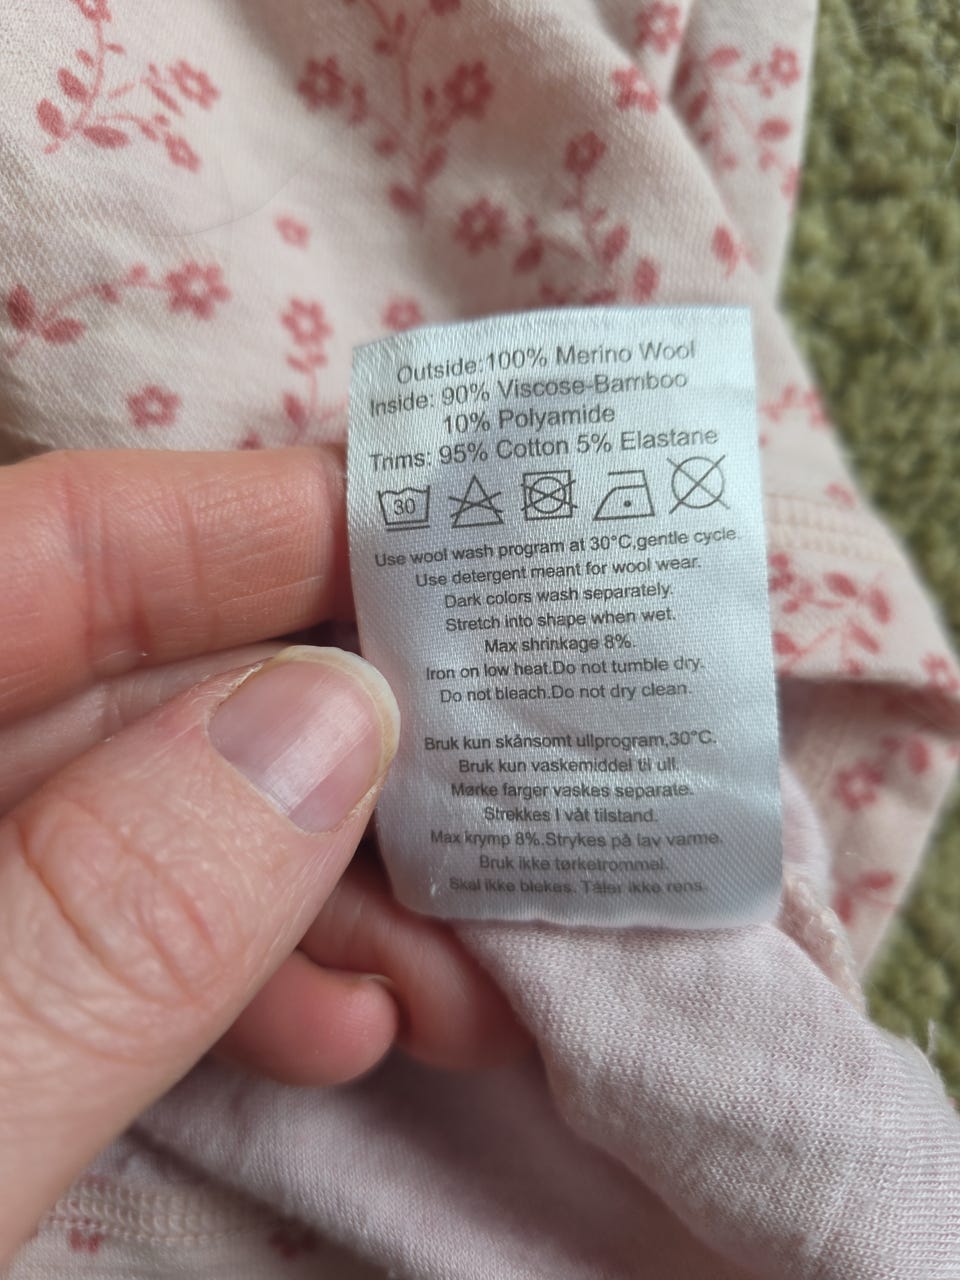 Outside:100% Merino Wool
Inside: 90% Viscose-Bamboo
10% Polyamide
Trims: 95% Cotton 5% Elastane
30
Use wool wash program at 30°C,gentle cycle.
Use detergent meant for wool wear.
Dark colors wash separately.
Stretch into shape when wet.
Max shrinkage 8%.
Iron on low heat.Do not tumble dry.
Do not bleach.Do not dry clean.
Bruk kun skånsomt ullprogram,30°C.
Bruk kun vaskemiddel til ull.
Mørke farger vaskes separate.
Strekkes I våt tilstand.
Max krymp 8%.Strykes på lav varme.
Bruk ikke tørketrommel.
Skal ikke blekes. Tåler ikke rens.